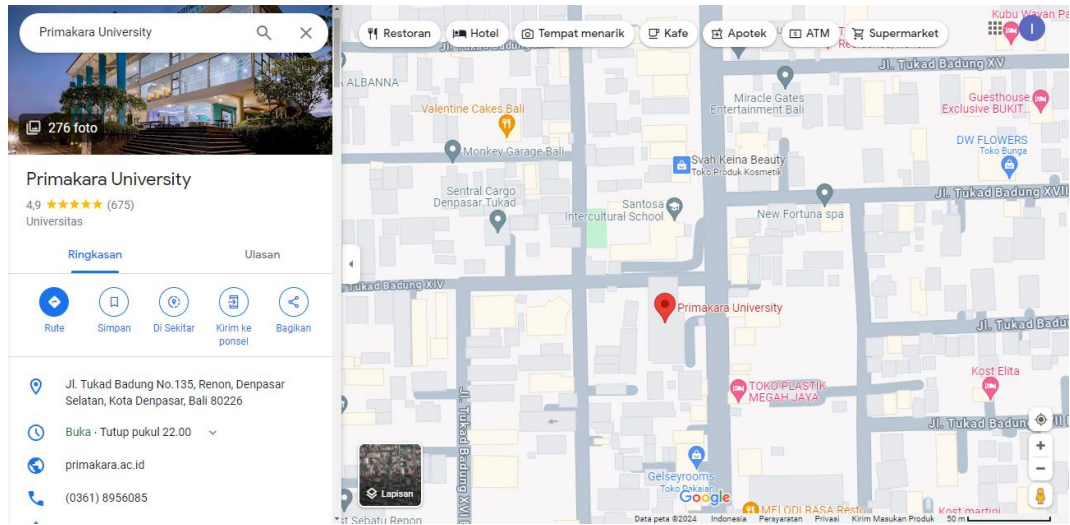 Primakara University
276 foto
Primakara University
4,9 ★★★★★ (675)
Universitas
Ringkasan
Ulasan
Rute
Simpan
Di Sekitar
Kirim ke
ponsel
Bagikan
Jl. Tukad Badung No.135, Renon, Denpasar
Selatan, Kota Denpasar, Bali 80226
Buka · Tutup pukul 22.00
primakara.ac.id
(0361) 8956085
Restoran
Hotel
Tempat menarik
Kafe
Apotek
ATM
Supermarket
Kubu Wayan Pa
I
Jl. Tukad Badung XV
ALBANNA
Valentine Cakes Bali
Miracle Gates
Entertainment Bali
Guesthouse
Exclusive BUKIT...
Monkey Garage Bali
DW FLOWERS
Toko Bunga
Syah Keina Beauty
Toko Produk Kosmetik
Sentral Cargo
Denpasar Tukad
Santosa
Intercultural School
New Fortuna spa
Jl. Tukad Badung XVII
Tukad Badung XIV
Primakara University
Jl. Tukad Badu
Kost Elita
TOKO PLASTIK
MEGAH JAYA
Jl. Tukad Badung XVI
Jl. Tukad Badung
Gelseyrooms
Toko Pakaian
Lapisan
Google
MELODI RASA Resto
Kost martini
st Sebatu Renon
Data peta ©2024 Indonesia Persyaratan Privasi Kirim Masukan Produk 50 m